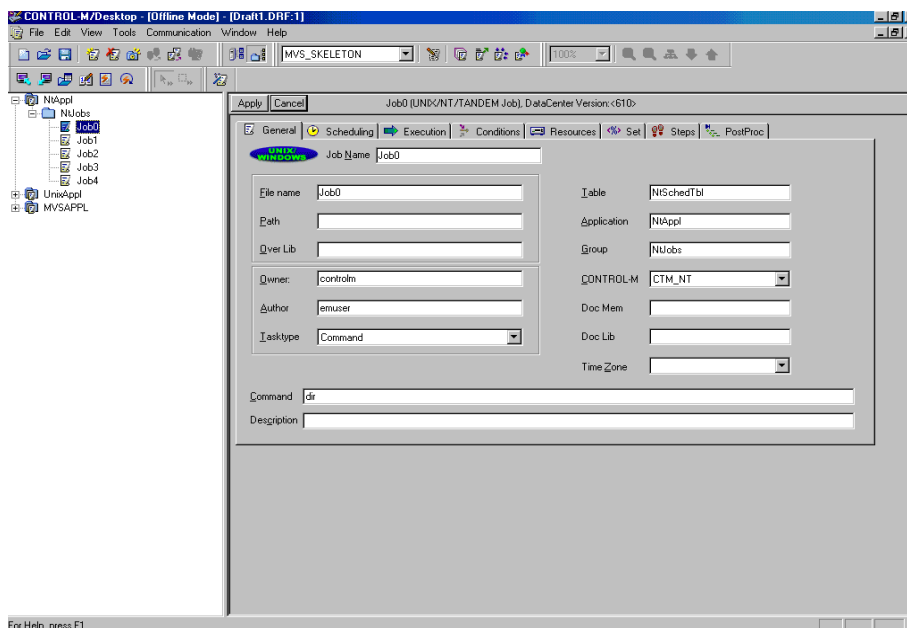 CONTROL-M/Desktop - [Offline Mode] - [Draft1.DRF:1]
File Edit View Tools Communication Window Help
MVS_SKELETON 100%
NtAppl
NtJobs
Job0
Job1
Job2
Job3
Job4
UnixAppl
MVSAPPL
Apply Cancel Job0 (UNIX/NT/TANDEM Job), DataCenter Version:<610>
General Scheduling Execution Conditions Resources Set Steps PostProc
UNIX/
WINDOWS
Job Name Job0
File name Job0 Table NtSchedTbl
Path Application NtAppl
Over Lib Group NtJobs
Owner: controlm CONTROL-M CTM_NT
Author emuser Doc Mem
Tasktype Command Doc Lib
Time Zone
Command dir
Description
For Help, press F1